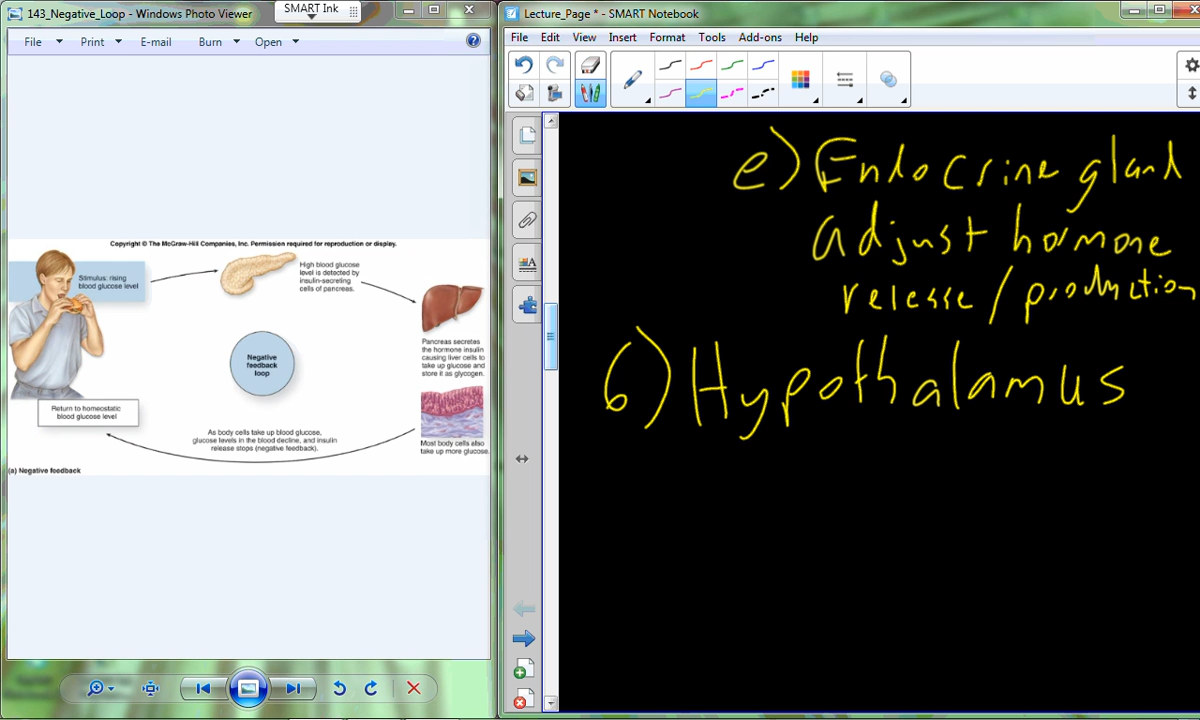 143_Negative_Loop - Windows Photo Viewer
SMART Ink
File Print E-mail Burn Open
Copyright © The McGraw-Hill Companies, Inc. Permission required for reproduction or display.
Stimulus: rising
blood glucose level
High blood glucose
level is detected by
insulin-secreting
cells of pancreas.
Pancreas secretes
the hormone insulin
causing liver cells to
take up glucose and
store it as glycogen.
Negative
feedback
loop
Return to homeostatic
blood glucose level
As body cells take up blood glucose,
glucose levels in the blood decline, and insulin
release stops (negative feedback).
Most body cells also
take up more glucose.
(a) Negative feedback
Lecture_Page * - SMART Notebook
File Edit View Insert Format Tools Add-ons Help
e) Endocrine gland
adjust hormone
release/production
6) Hypothalamus